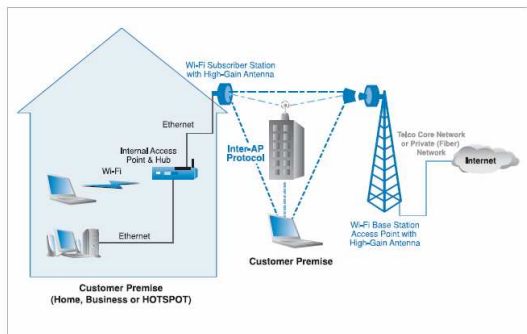 Wi-Fi Subscriber Station
with High-Gain Antenna
Ethernet
Internal Access
Point & Hub
Wi-Fi
Ethernet
Customer Premise
(Home, Business or HOTSPOT)
Inter-AP
Protocol
Customer Premise
Telco Core Network
or Private (Fiber)
Network
Internet
Wi-Fi Base Station
Access Point with
High-Gain Antenna